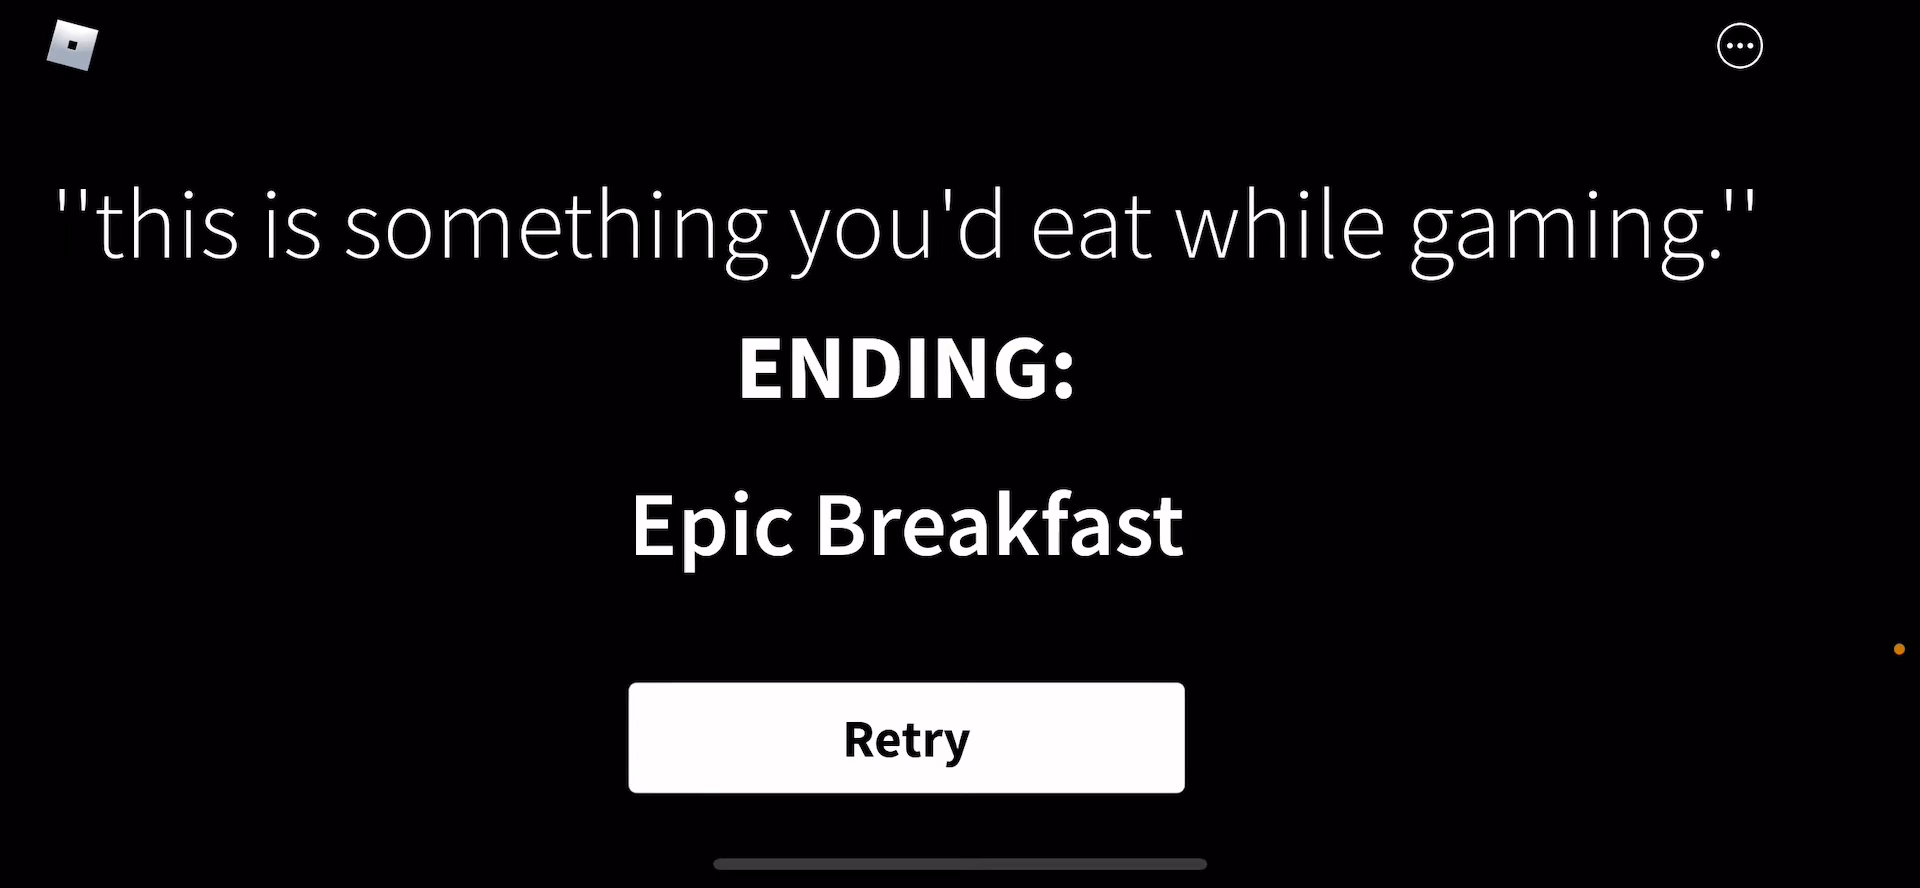 ''this is something you'd eat while gaming.''
ENDING:
Epic Breakfast
Retry